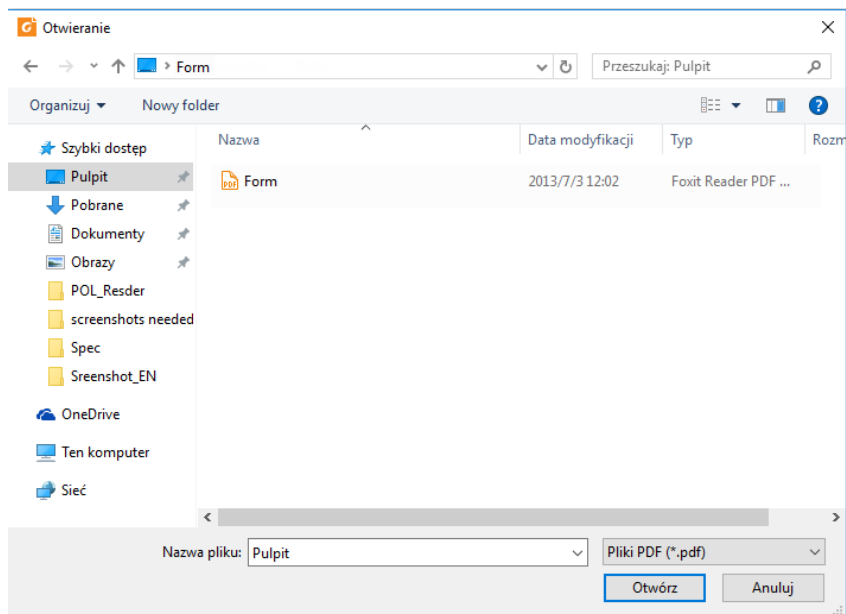 Otwieranie
Form
Przeszukaj: Pulpit
Organizuj
Nowy folder
Szybki dostęp
Pulpit
Pobrane
Dokumenty
Obrazy
POL_Resder
screenshots needed
Spec
Sreenshot_EN
OneDrive
Ten komputer
Sieć
Nazwa Data modyfikacji Typ Rozm
PDF Form 2013/7/3 12:02 Foxit Reader PDF ...
Nazwa pliku: Pulpit Pliki PDF (*.pdf)
Otwórz Anuluj